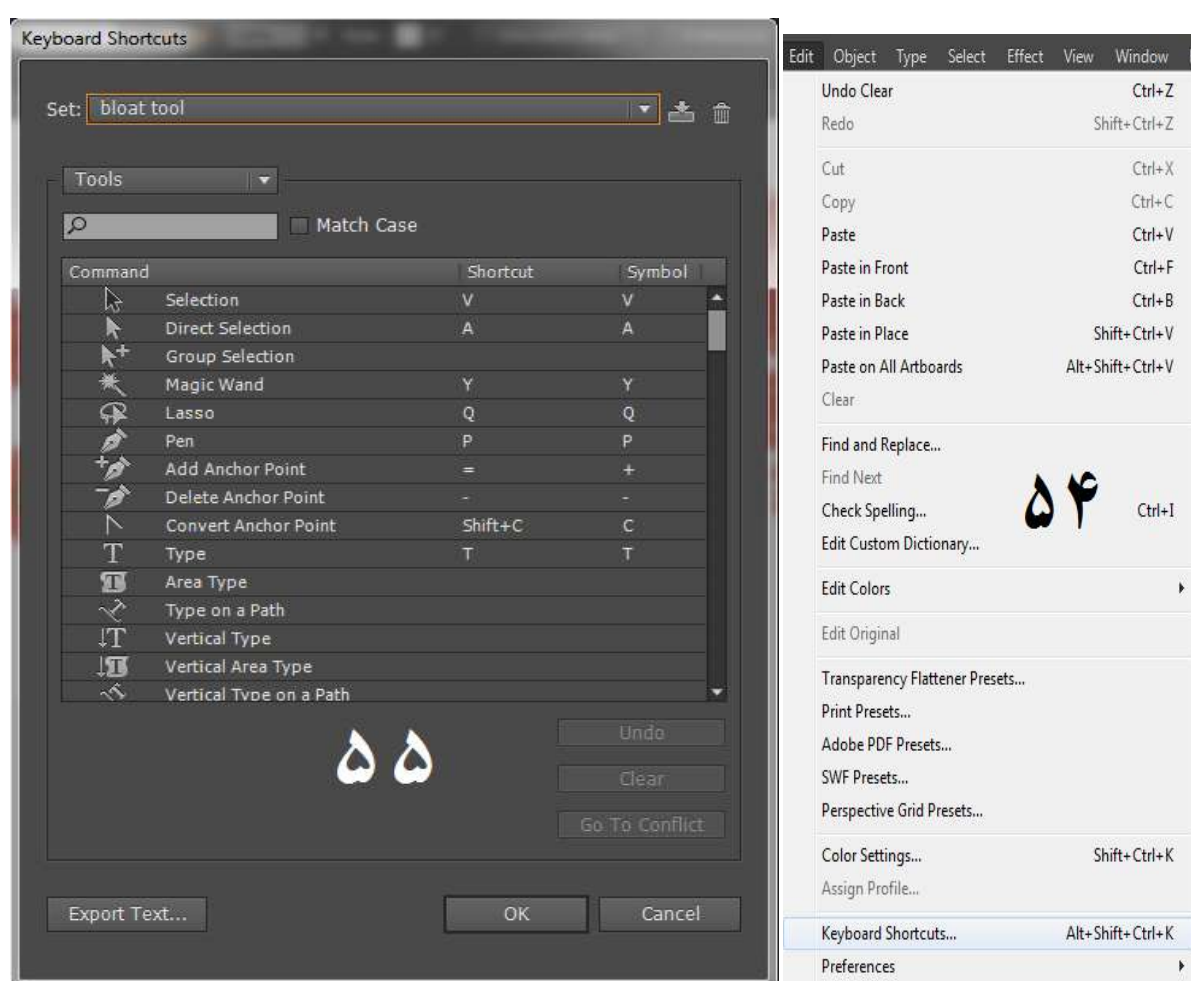 Keyboard Shortcuts
Set: bloat tool
Tools
Match Case
Command Shortcut Symbol
Selection V V
Direct Selection A A
Group Selection
Magic Wand Y Y
Lasso Q Q
Pen P P
Add Anchor Point = +
Delete Anchor Point - -
Convert Anchor Point Shift+C C
Type T T
Area Type
Type on a Path
Vertical Type
Vertical Area Type
Vertical Type on a Path
۵۵
Undo
Clear
Go To Conflict
Export Text... OK Cancel
Edit Object Type Select Effect View Window
Undo Clear Ctrl+Z
Redo Shift+Ctrl+Z
Cut Ctrl+X
Copy Ctrl+C
Paste Ctrl+V
Paste in Front Ctrl+F
Paste in Back Ctrl+B
Paste in Place Shift+Ctrl+V
Paste on All Artboards Alt+Shift+Ctrl+V
Clear
Find and Replace...
Find Next
۵۴
Check Spelling... Ctrl+I
Edit Custom Dictionary...
Edit Colors
Edit Original
Transparency Flattener Presets...
Print Presets...
Adobe PDF Presets...
SWF Presets...
Perspective Grid Presets...
Color Settings... Shift+Ctrl+K
Assign Profile...
Keyboard Shortcuts... Alt+Shift+Ctrl+K
Preferences